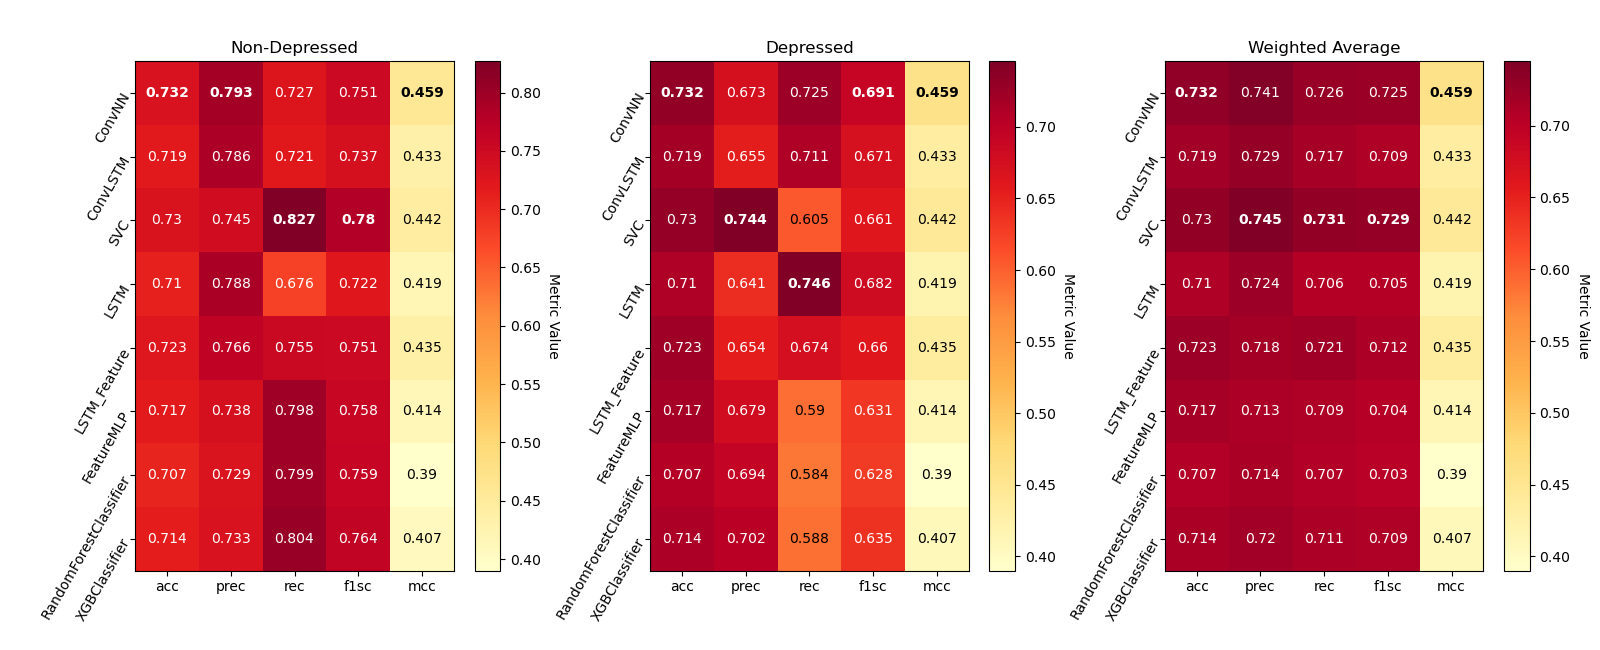 Non-Depressed
ConvNN 0.732 0.793 0.727 0.751 0.459
ConvLSTM 0.719 0.786 0.721 0.737 0.433
SVC 0.73 0.745 0.827 0.78 0.442
LSTM 0.71 0.788 0.676 0.722 0.419
LSTM_Feature 0.723 0.766 0.755 0.751 0.435
FeatureMLP 0.717 0.738 0.798 0.758 0.414
RandomForestClassifier 0.707 0.729 0.799 0.759 0.39
XGBClassifier 0.714 0.733 0.804 0.764 0.407
acc prec rec f1sc mcc
0.80
0.75
0.70
0.65
0.60
0.55
0.50
0.45
0.40
Metric Value
Depressed
ConvNN 0.732 0.673 0.725 0.691 0.459
ConvLSTM 0.719 0.655 0.711 0.671 0.433
SVC 0.73 0.744 0.605 0.661 0.442
LSTM 0.71 0.641 0.746 0.682 0.419
LSTM_Feature 0.723 0.654 0.674 0.66 0.435
FeatureMLP 0.717 0.679 0.59 0.631 0.414
RandomForestClassifier 0.707 0.694 0.584 0.628 0.39
XGBClassifier 0.714 0.702 0.588 0.635 0.407
acc prec rec f1sc mcc
0.70
0.65
0.60
0.55
0.50
0.45
0.40
Metric Value
Weighted Average
ConvNN 0.732 0.741 0.726 0.725 0.459
ConvLSTM 0.719 0.729 0.717 0.709 0.433
SVC 0.73 0.745 0.731 0.729 0.442
LSTM 0.71 0.724 0.706 0.705 0.419
LSTM_Feature 0.723 0.718 0.721 0.712 0.435
FeatureMLP 0.717 0.713 0.709 0.704 0.414
RandomForestClassifier 0.707 0.714 0.707 0.703 0.39
XGBClassifier 0.714 0.72 0.711 0.709 0.407
acc prec rec f1sc mcc
0.70
0.65
0.60
0.55
0.50
0.45
0.40
Metric Value